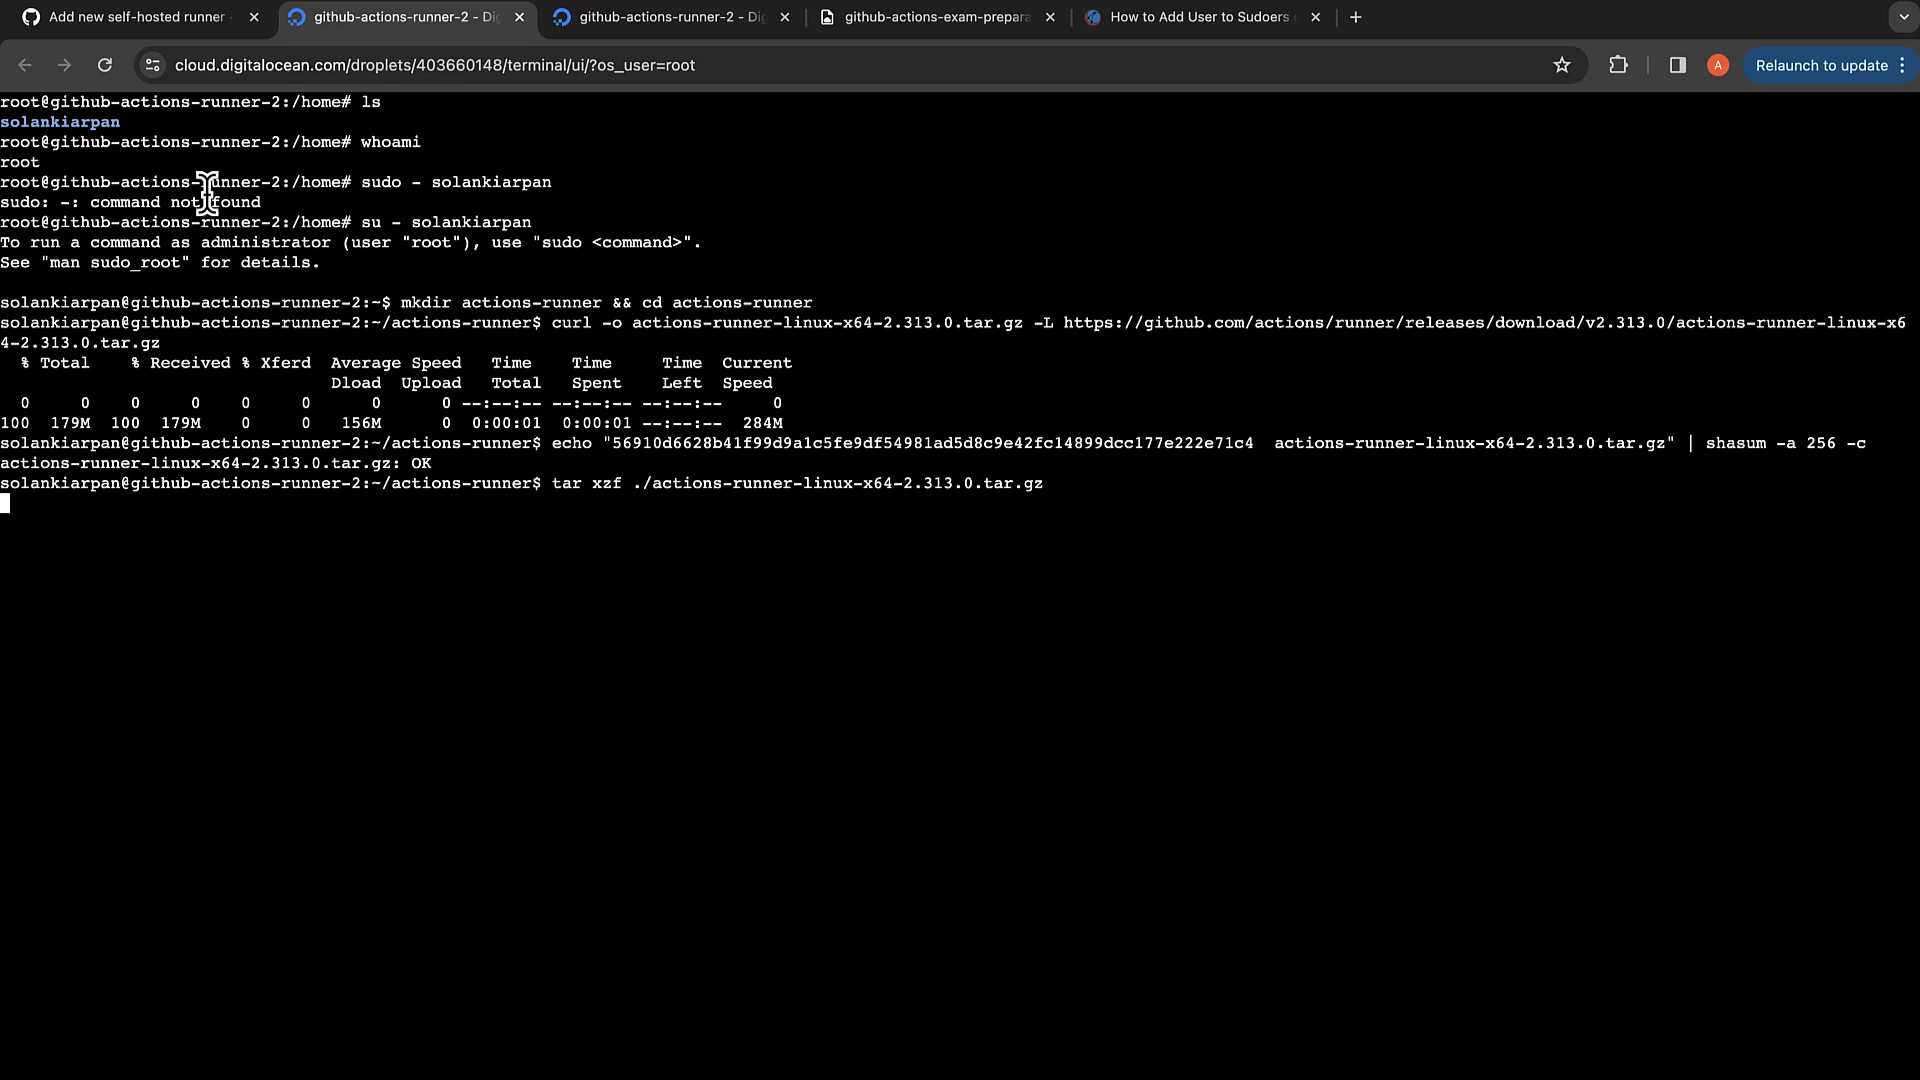 Add new self-hosted runner
github-actions-runner-2 - Di
github-actions-runner-2 - Di
github-actions-exam-prepara
How to Add User to Sudoers
cloud.digitalocean.com/droplets/403660148/terminal/ui/?os_user=root
A
Relaunch to update
root@github-actions-runner-2:/home# ls
solankiarpan
root@github-actions-runner-2:/home# whoami
root
root@github-actions-runner-2:/home# sudo - solankiarpan
sudo: -: command not found
root@github-actions-runner-2:/home# su - solankiarpan
To run a command as administrator (user "root"), use "sudo <command>".
See "man sudo_root" for details.
solankiarpan@github-actions-runner-2:~$ mkdir actions-runner && cd actions-runner
solankiarpan@github-actions-runner-2:~/actions-runner$ curl -o actions-runner-linux-x64-2.313.0.tar.gz -L https://github.com/actions/runner/releases/download/v2.313.0/actions-runner-linux-x6
4-2.313.0.tar.gz
% Total % Received % Xferd Average Speed Time Time Time Current
Dload Upload Total Spent Left Speed
0 0 0 0 0 0 0 0 --:--:-- --:--:-- --:--:-- 0
100 179M 100 179M 0 0 156M 0 0:00:01 0:00:01 --:--:-- 284M
solankiarpan@github-actions-runner-2:~/actions-runner$ echo "56910d6628b41f99d9a1c5fe9df54981ad5d8c9e42fc14899dcc177e222e71c4  actions-runner-linux-x64-2.313.0.tar.gz" | shasum -a 256 -c
actions-runner-linux-x64-2.313.0.tar.gz: OK
solankiarpan@github-actions-runner-2:~/actions-runner$ tar xzf ./actions-runner-linux-x64-2.313.0.tar.gz